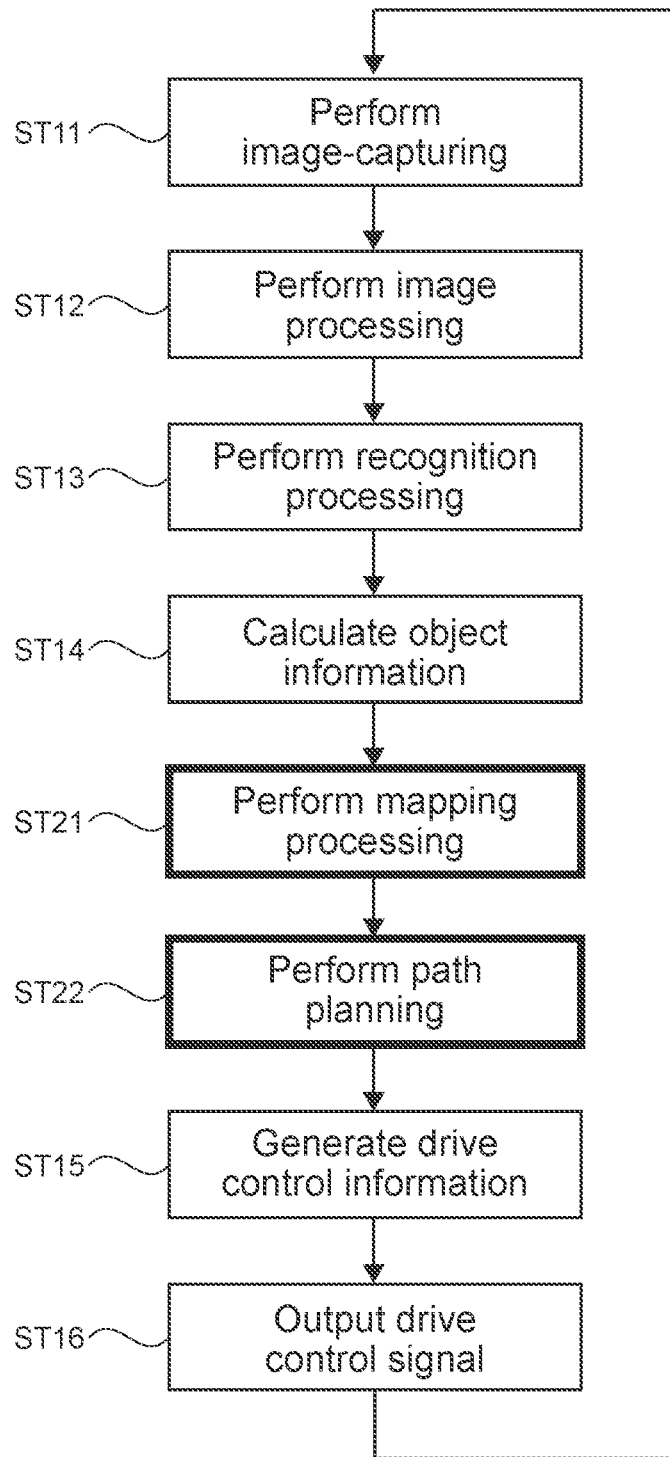 ST11
Perform
image-capturing
ST12
Perform image
processing
ST13
Perform recognition
processing
ST14
Calculate object
information
ST21
Perform mapping
processing
ST22
Perform path
planning
ST15
Generate drive
control information
ST16
Output drive
control signal